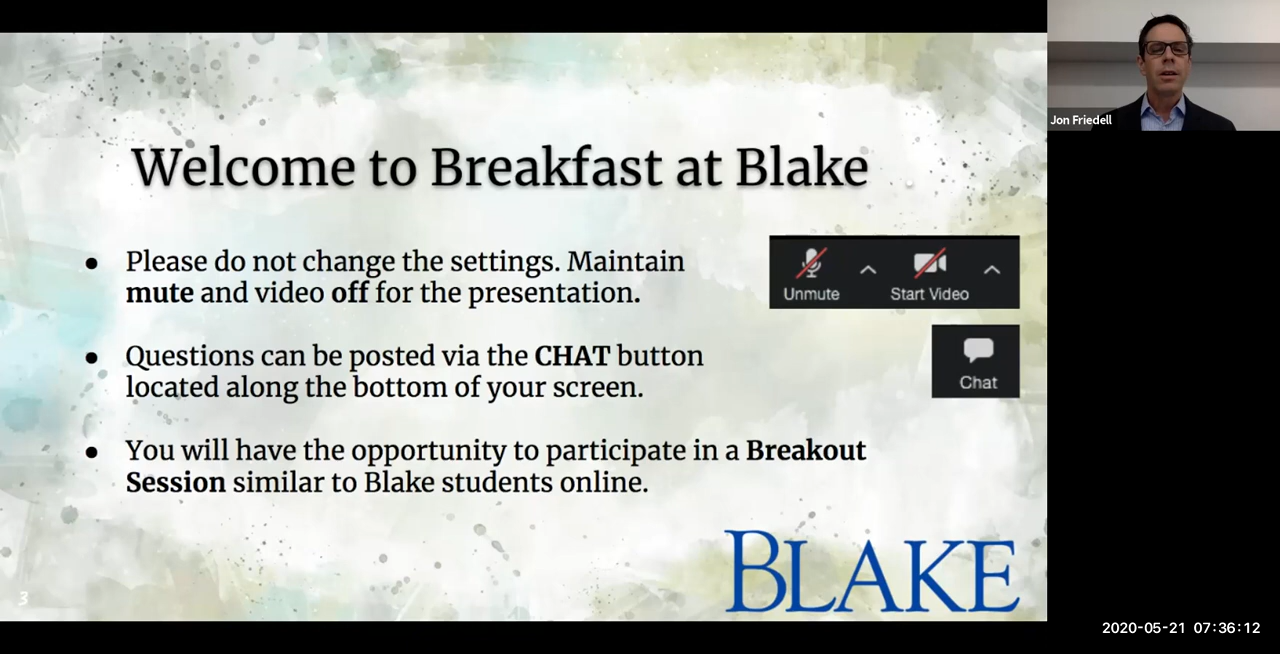 Welcome to Breakfast at Blake
● Please do not change the settings. Maintain
mute and video off for the presentation.
Unmute
Start Video
● Questions can be posted via the CHAT button
located along the bottom of your screen.
Chat
● You will have the opportunity to participate in a Breakout
Session similar to Blake students online.
BLAKE
3
Jon Friedell
2020-05-21 07:36:12